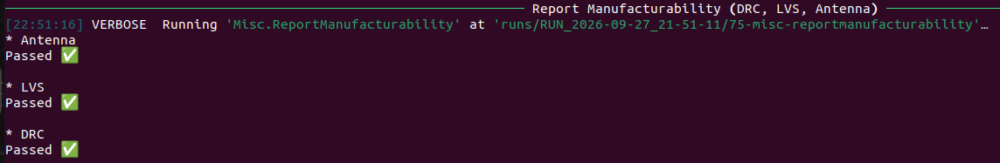 Report Manufacturability (DRC, LVS, Antenna)
[22:51:16] VERBOSE  Running 'Misc.ReportManufacturability' at 'runs/RUN_2026-09-27_21-51-11/75-misc-reportmanufacturability'…
* Antenna
Passed ✅
* LVS
Passed ✅
* DRC
Passed ✅